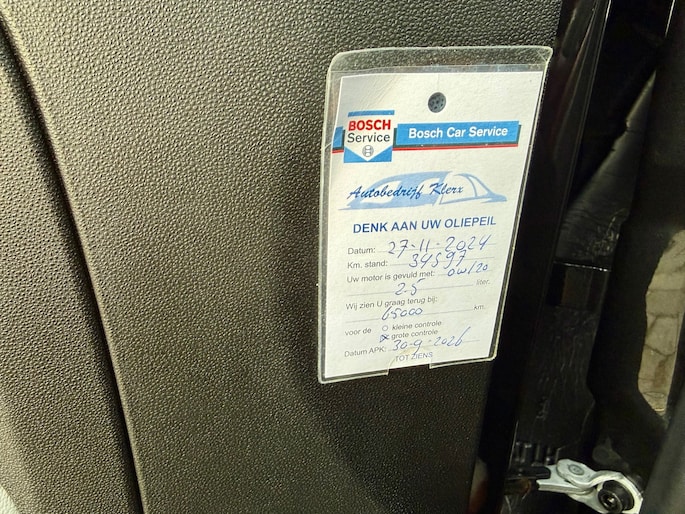 BOSCH
Service
Bosch Car Service
Autobedrijf Klerx
DENK AAN UW OLIEPEIL
Datum: 27-11-2024
Km. stand: 34597
Uw motor is gevuld met: 0w/20
2.5 liter.
Wij zien U graag terug bij:
65000 km.
voor de O kleine controle
grote controle
Datum APK: 30-9-2026
TOT ZIENS